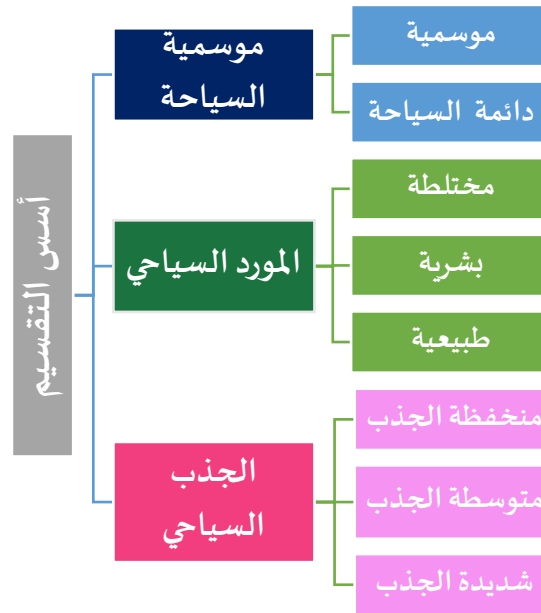 أسس التقسيم
موسمية
السياحة
موسمية
دائمة السياحة
المورد السياحي
مختلطة
بشرية
طبيعية
الجذب
السياحي
منخفظة الجذب
متوسطة الجذب
شديدة الجذب